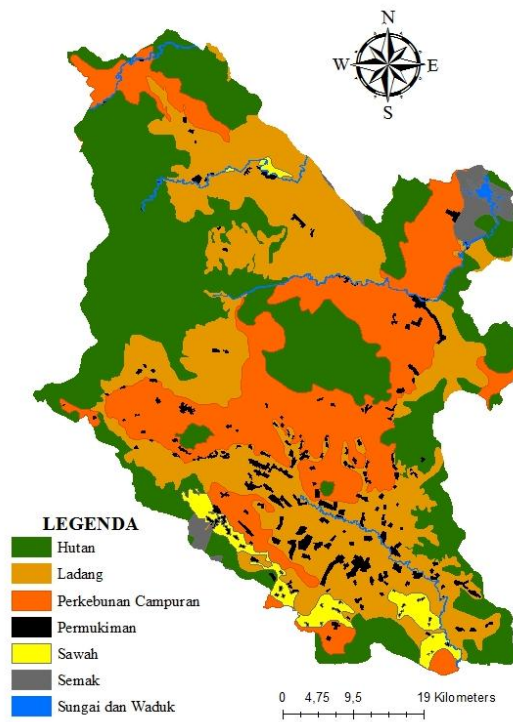 N
W E
S
LEGENDA
Hutan
Ladang
Perkebunan Campuran
Permukiman
Sawah
Semak
Sungai dan Waduk
0 4,75 9,5 19 Kilometers